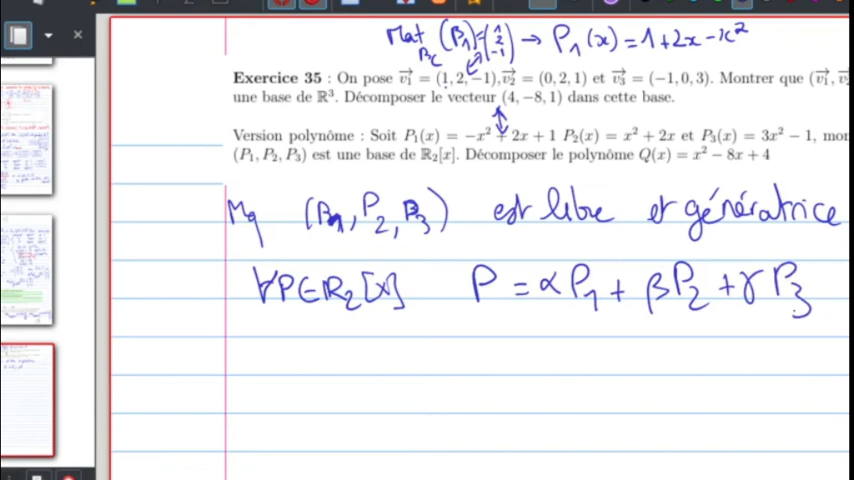 Mat (P₁) = (1 2 -1) → P₁(x) = 1+2x-x²
Bc
Exercice 35 : On pose v₁ = (1, 2, −1), v₂ = (0, 2, 1) et v₃ = (−1, 0, 3). Montrer que (v₁, v₂
une base de ℝ³. Décomposer le vecteur (4, −8, 1) dans cette base.
Version polynôme : Soit P₁(x) = −x² + 2x + 1 P₂(x) = x² + 2x et P₃(x) = 3x² − 1, mon
(P₁, P₂, P₃) est une base de ℝ₂[x]. Décomposer le polynôme Q(x) = x² − 8x + 4
Mq (P₁, P₂, P₃) est libre et génératrice
∀P∈ℝ₂[x] P = αP₁ + βP₂ + γP₃